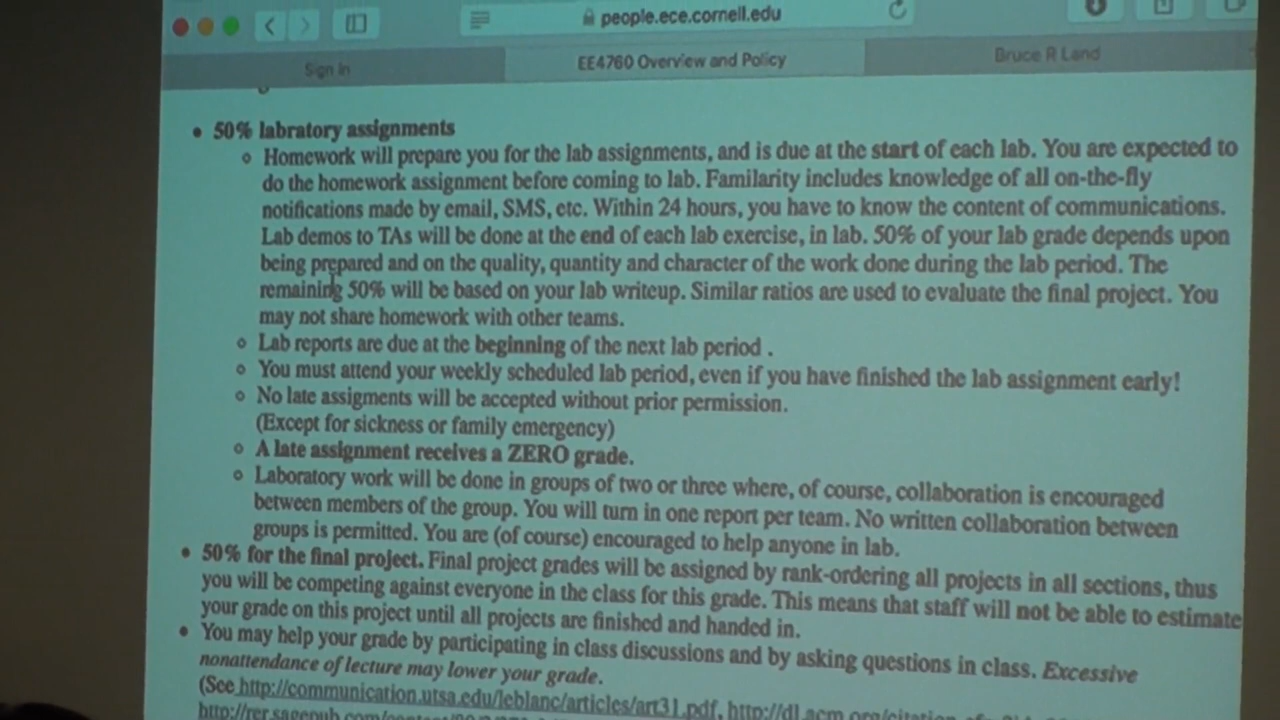 people.ece.cornell.edu
Sign In
EE4760 Overview and Policy
Bruce R Land
• 50% labratory assignments
◦ Homework will prepare you for the lab assignments, and is due at the start of each lab. You are expected to
do the homework assignment before coming to lab. Familarity includes knowledge of all on-the-fly
notifications made by email, SMS, etc. Within 24 hours, you have to know the content of communications.
Lab demos to TAs will be done at the end of each lab exercise, in lab. 50% of your lab grade depends upon
being prepared and on the quality, quantity and character of the work done during the lab period. The
remaining 50% will be based on your lab writeup. Similar ratios are used to evaluate the final project. You
may not share homework with other teams.
◦ Lab reports are due at the beginning of the next lab period .
◦ You must attend your weekly scheduled lab period, even if you have finished the lab assignment early!
◦ No late assigments will be accepted without prior permission.
(Except for sickness or family emergency)
◦ A late assignment receives a ZERO grade.
◦ Laboratory work will be done in groups of two or three where, of course, collaboration is encouraged
between members of the group. You will turn in one report per team. No written collaboration between
groups is permitted. You are (of course) encouraged to help anyone in lab.
• 50% for the final project. Final project grades will be assigned by rank-ordering all projects in all sections, thus
you will be competing against everyone in the class for this grade. This means that staff will not be able to estimate
your grade on this project until all projects are finished and handed in.
• You may help your grade by participating in class discussions and by asking questions in class. Excessive
nonattendance of lecture may lower your grade.
(See http://communication.utsa.edu/leblanc/articles/art31.pdf,